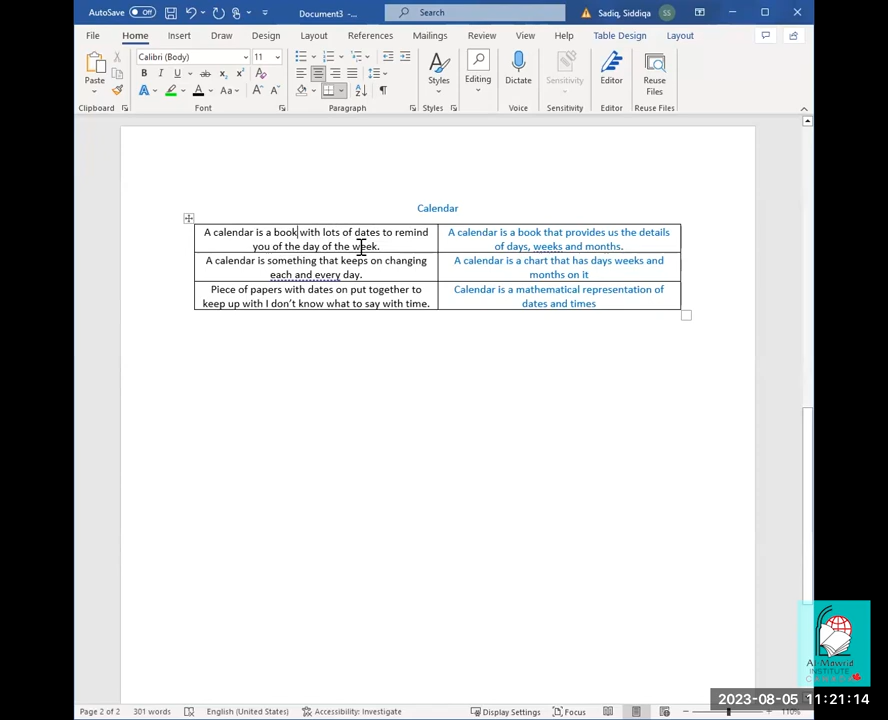 AutoSave Off Document3 -... Search Sadiq, Siddiqa SS
File Home Insert Draw Design Layout References Mailings Review View Help Table Design Layout
Calibri (Body) 11
Paste Styles Editing Dictate Sensitivity Editor Reuse Files
Clipboard Font Paragraph Styles Voice Sensitivity Editor Reuse Files
Calendar
A calendar is a book with lots of dates to remind
you of the day of the week.
A calendar is a book that provides us the details
of days, weeks and months.
A calendar is something that keeps on changing
each and every day.
A calendar is a chart that has days weeks and
months on it
Piece of papers with dates on put together to
keep up with I don't know what to say with time.
Calendar is a mathematical representation of
dates and times
Al-Mawrid
INSTITUTE
CANADA
2023-08-05 11:21:14
Page 2 of 2 301 words English (United States) Accessibility: Investigate Display Settings Focus 110%